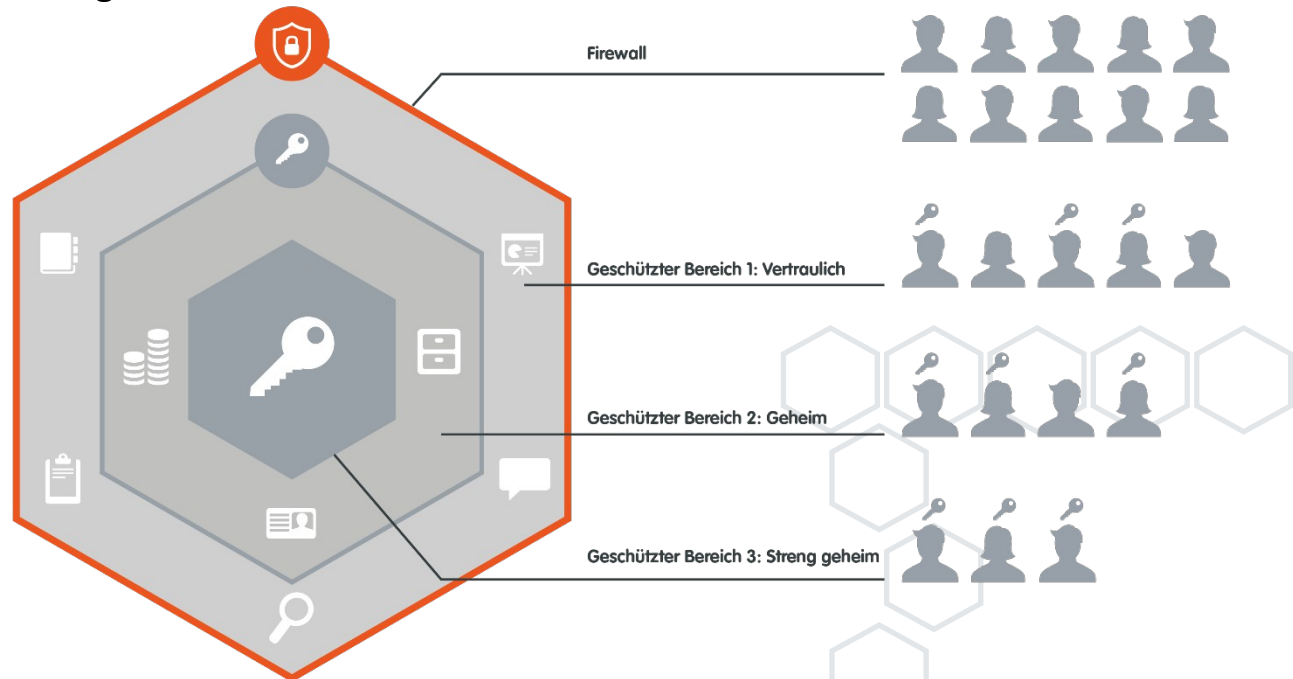 Firewall
Geschützter Bereich 1: Vertraulich
Geschützter Bereich 2: Geheim
Geschützter Bereich 3: Streng geheim